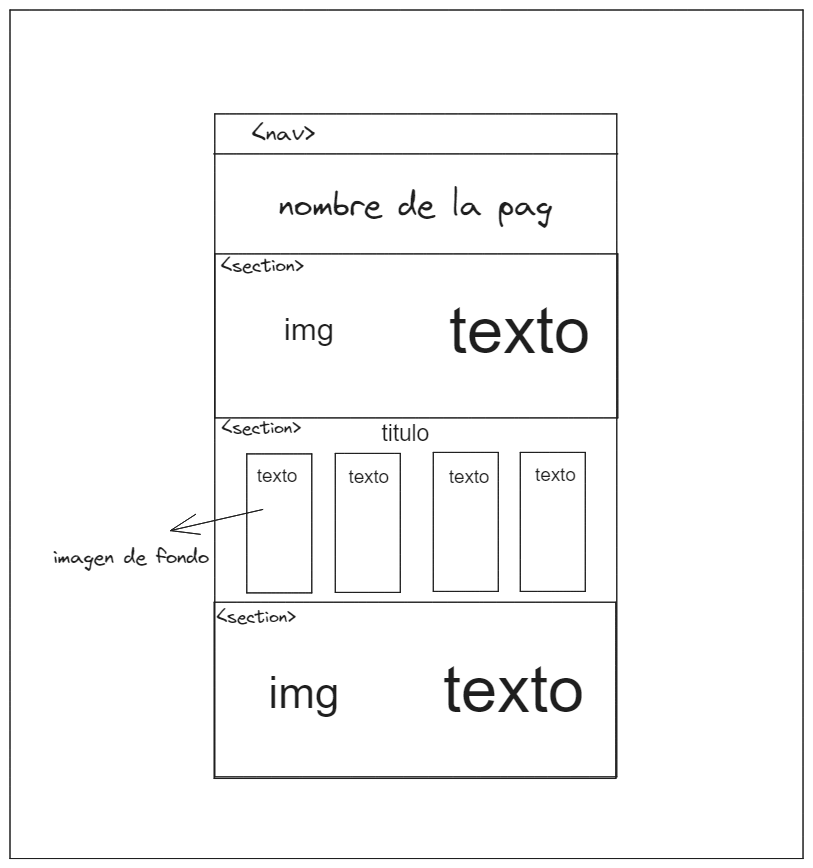 <nav>
nombre de la pag
<section>
img texto
<section> titulo
texto texto texto texto
imagen de fondo
<section>
img texto